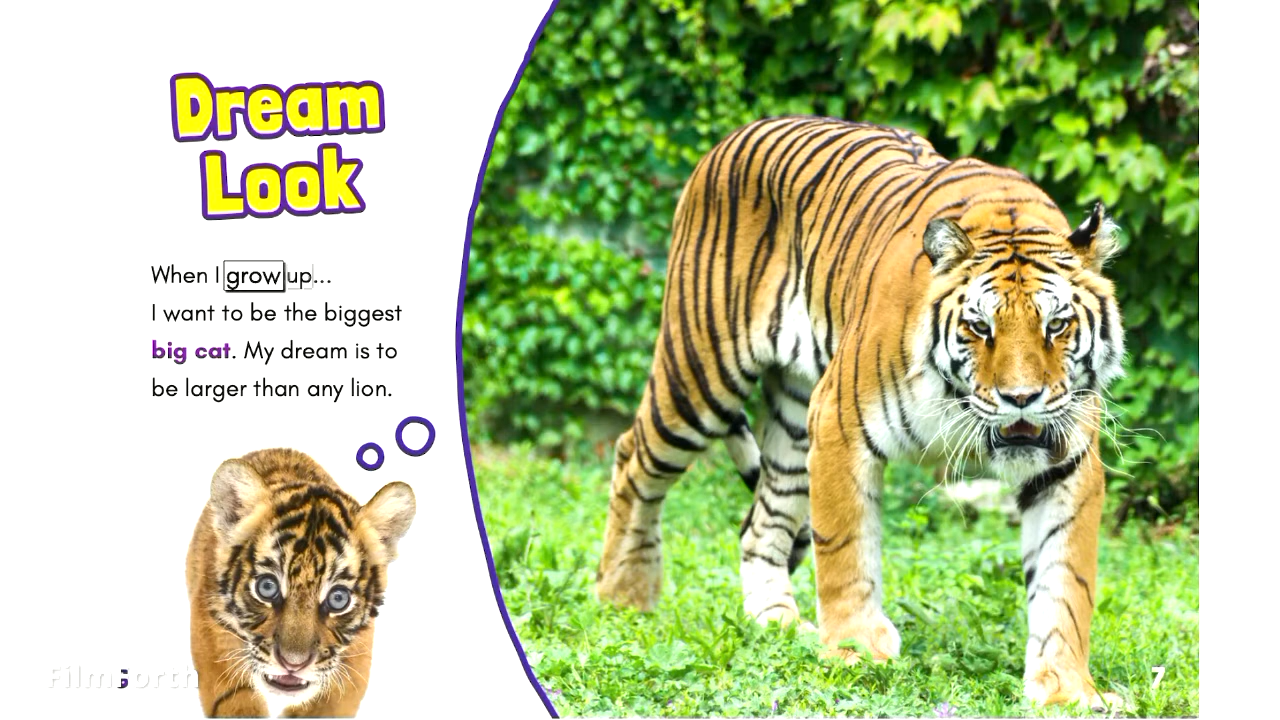 Dream
Look
When I grow up...
I want to be the biggest
big cat. My dream is to
be larger than any lion.
FilmForth
7